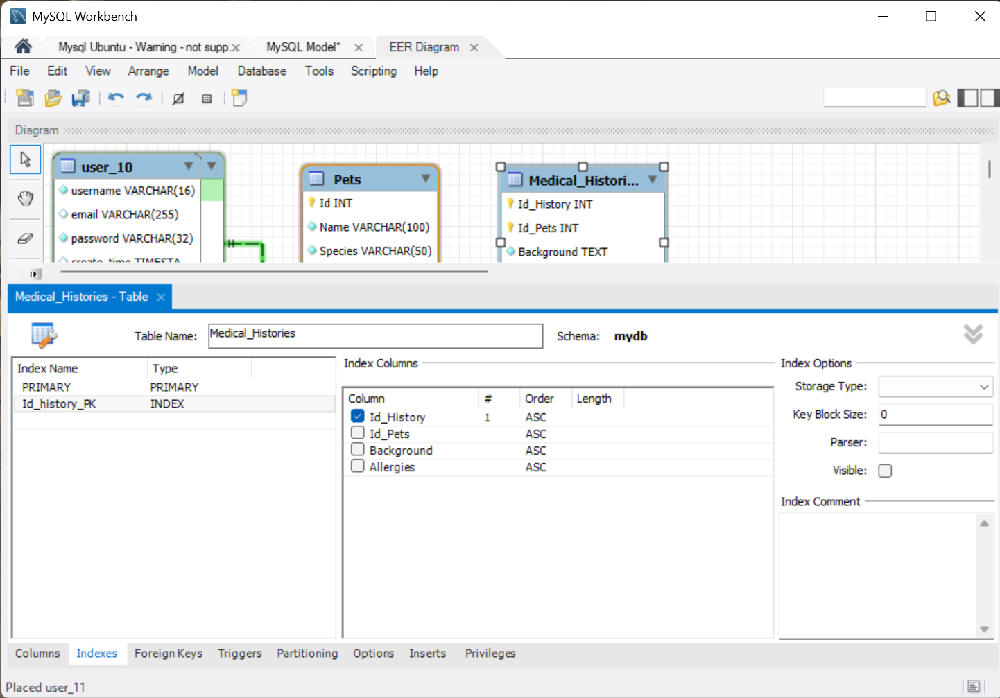 MySQL Workbench
Mysql Ubuntu - Warning - not supp.
MySQL Model*
EER Diagram
File Edit View Arrange Model Database Tools Scripting Help
Diagram
user_10
username VARCHAR(16)
email VARCHAR(255)
password VARCHAR(32)
create_time TIMESTA
Pets
Id INT
Name VARCHAR(100)
Species VARCHAR(50)
Medical_Histori...
Id_History INT
Id_Pets INT
Background TEXT
Medical_Histories - Table
Table Name: Medical_Histories Schema: mydb
Index Name Type
PRIMARY PRIMARY
Id_history_PK INDEX
Index Columns
Column # Order Length
Id_History 1 ASC
Id_Pets ASC
Background ASC
Allergies ASC
Index Options
Storage Type:
Key Block Size: 0
Parser:
Visible:
Index Comment
Columns Indexes Foreign Keys Triggers Partitioning Options Inserts Privileges
Placed user_11